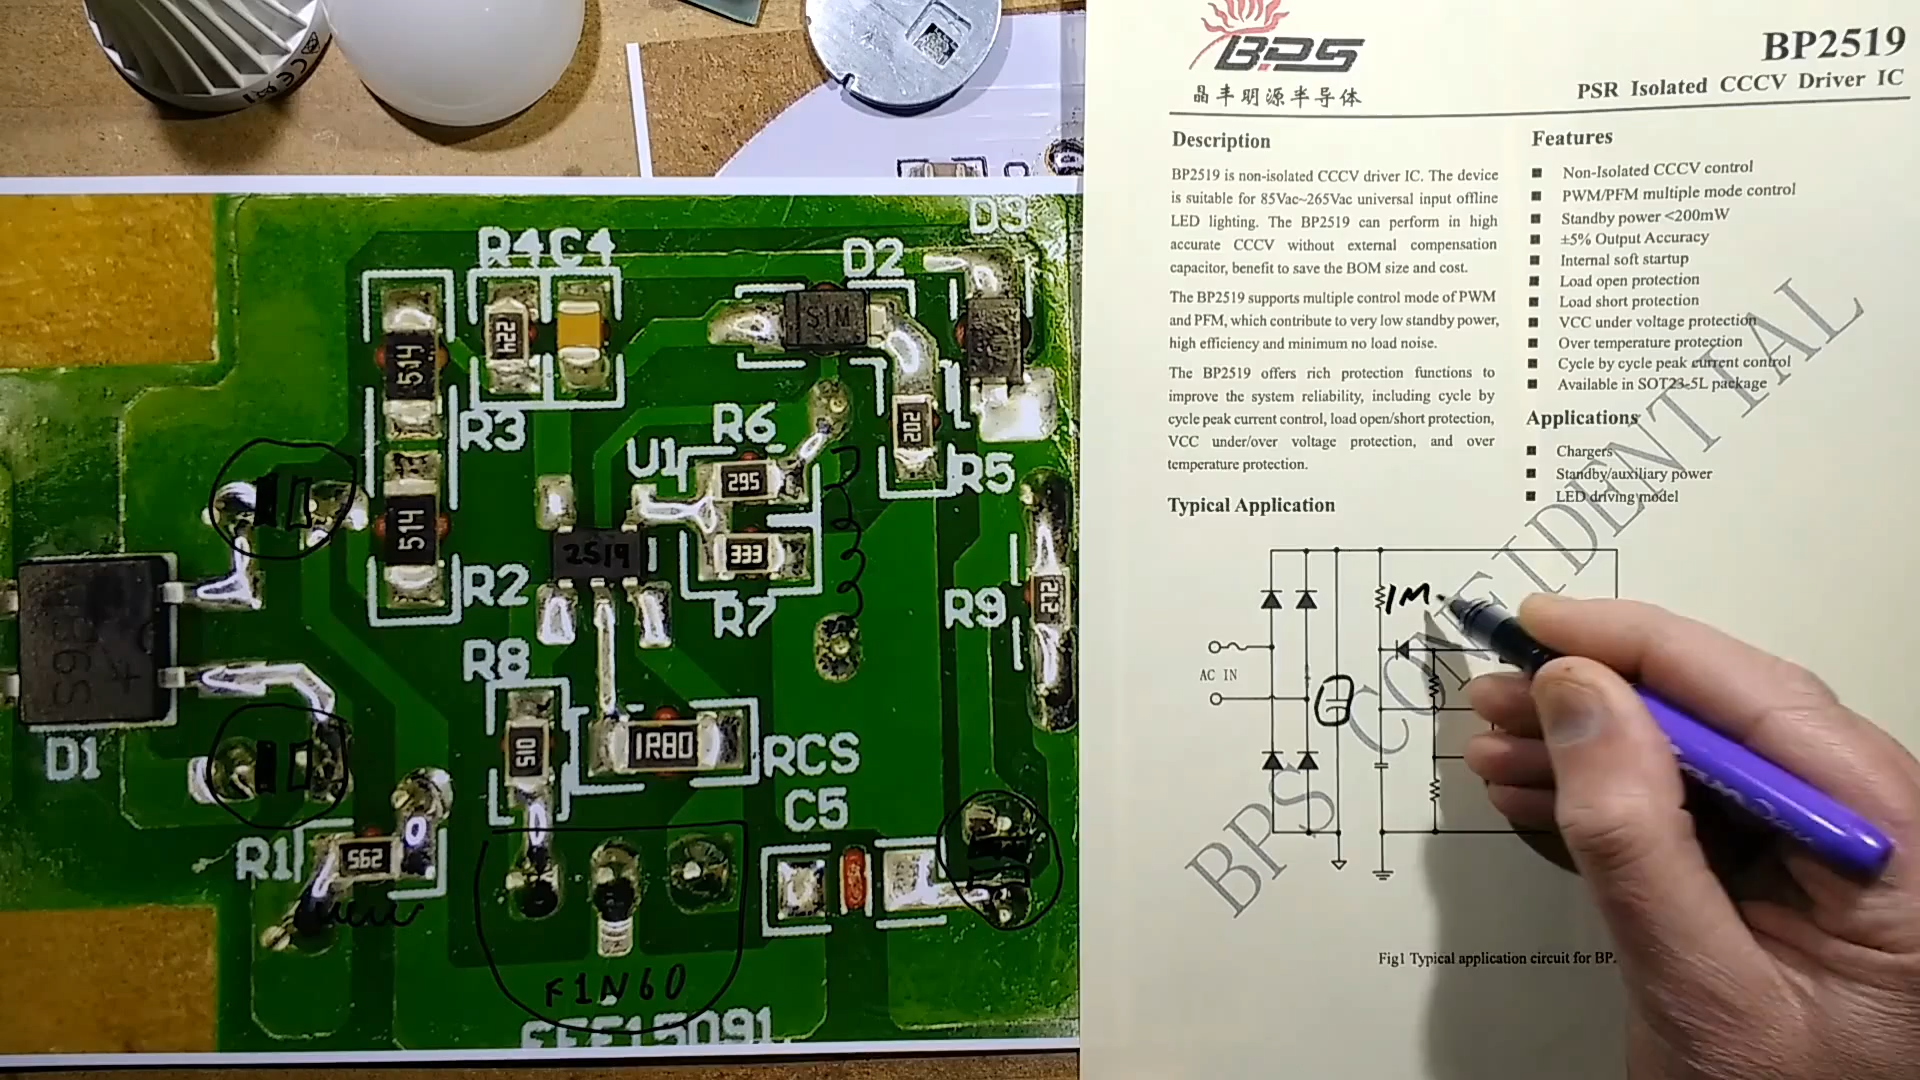 R4 C4
D2
D3
514
224
S1M
R3
R6
U1
295
202
R5
514
2519
333
R2
R7
R9
272
R8
D1
510
1R80
RCS
C5
R1
562
F1N60
BPS
晶丰明源半导体
BP2519
PSR Isolated CCCV Driver IC
Description
BP2519 is non-isolated CCCV driver IC. The device
is suitable for 85Vac~265Vac universal input offline
LED lighting. The BP2519 can perform in high
accurate CCCV without external compensation
capacitor, benefit to save the BOM size and cost.
The BP2519 supports multiple control mode of PWM
and PFM, which contribute to very low standby power,
high efficiency and minimum no load noise.
The BP2519 offers rich protection functions to
improve the system reliability, including cycle by
cycle peak current control, load open/short protection,
VCC under/over voltage protection, and over
temperature protection.
Features
Non-Isolated CCCV control
PWM/PFM multiple mode control
Standby power <200mW
±5% Output Accuracy
Internal soft startup
Load open protection
Load short protection
VCC under voltage protection
Over temperature protection
Cycle by cycle peak current control
Available in SOT23-5L package
Applications
Chargers
Standby/auxiliary power
LED driving model
Typical Application
1M
AC IN
BPS CONFIDENTIAL
Fig1 Typical application circuit for BP.